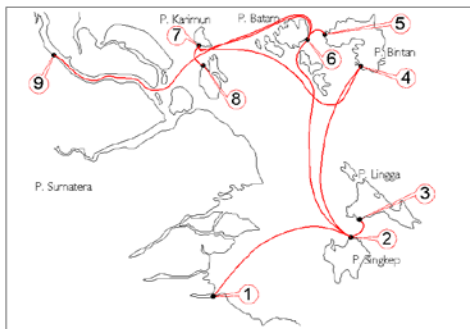 P. Karimun
P. Batam
5
7
6
P. Bintan
9
8
4
P. Lingga
P. Sumatera
3
2
P. Singkep
1